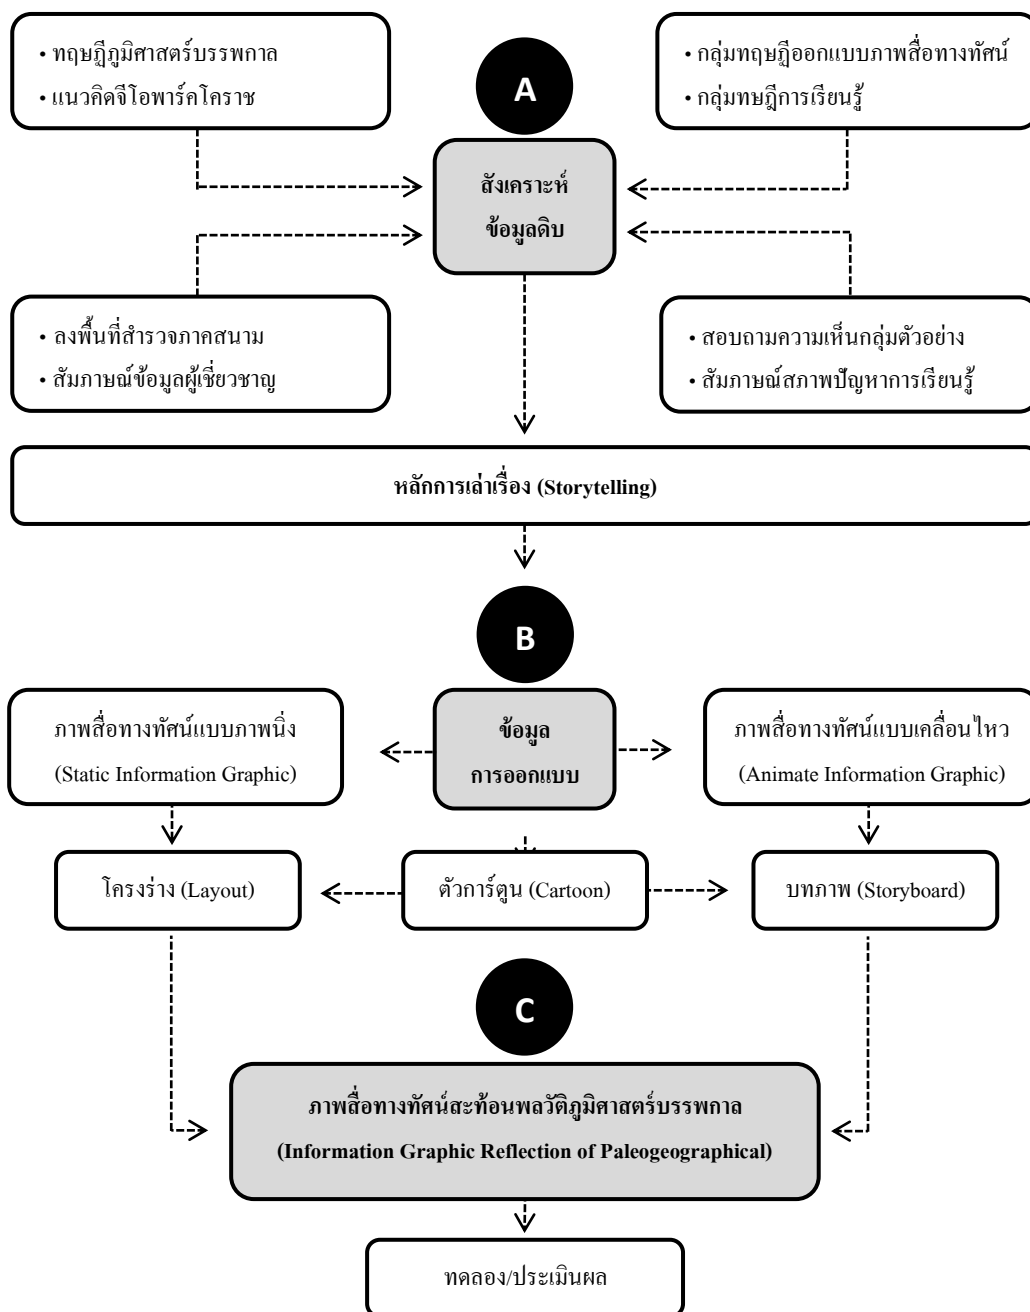 • ทฤษฏีภูมิศาสตร์บรรพกาล
• แนวคิดจีโอพาร์คโคราช
• กลุ่มทฤษฏีออกแบบภาพสื่อทางทัศน์
• กลุ่มทษฎีการเรียนรู้
A
สังเคราะห์
ข้อมูลดิบ
• ลงพื้นที่สำรวจภาคสนาม
• สัมภาษณ์ข้อมูลผู้เชี่ยวชาญ
• สอบถามความเห็นกลุ่มตัวอย่าง
• สัมภาษณ์สภาพปัญหาการเรียนรู้
หลักการเล่าเรื่อง (Storytelling)
B
ภาพสื่อทางทัศน์แบบภาพนิ่ง
(Static Information Graphic)
ข้อมูล
การออกแบบ
ภาพสื่อทางทัศน์แบบเคลื่อนไหว
(Animate Information Graphic)
โครงร่าง (Layout)
ตัวการ์ตูน (Cartoon)
บทภาพ (Storyboard)
C
ภาพสื่อทางทัศน์สะท้อนพลวัติภูมิศาสตร์บรรพกาล
(Information Graphic Reflection of Paleogeographical)
ทดลอง/ประเมินผล